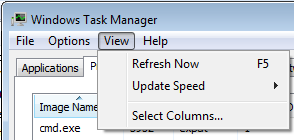 Windows Task Manager
File Options View Help
Refresh Now F5
Update Speed
Select Columns...
Applications
Image Name
cmd.exe